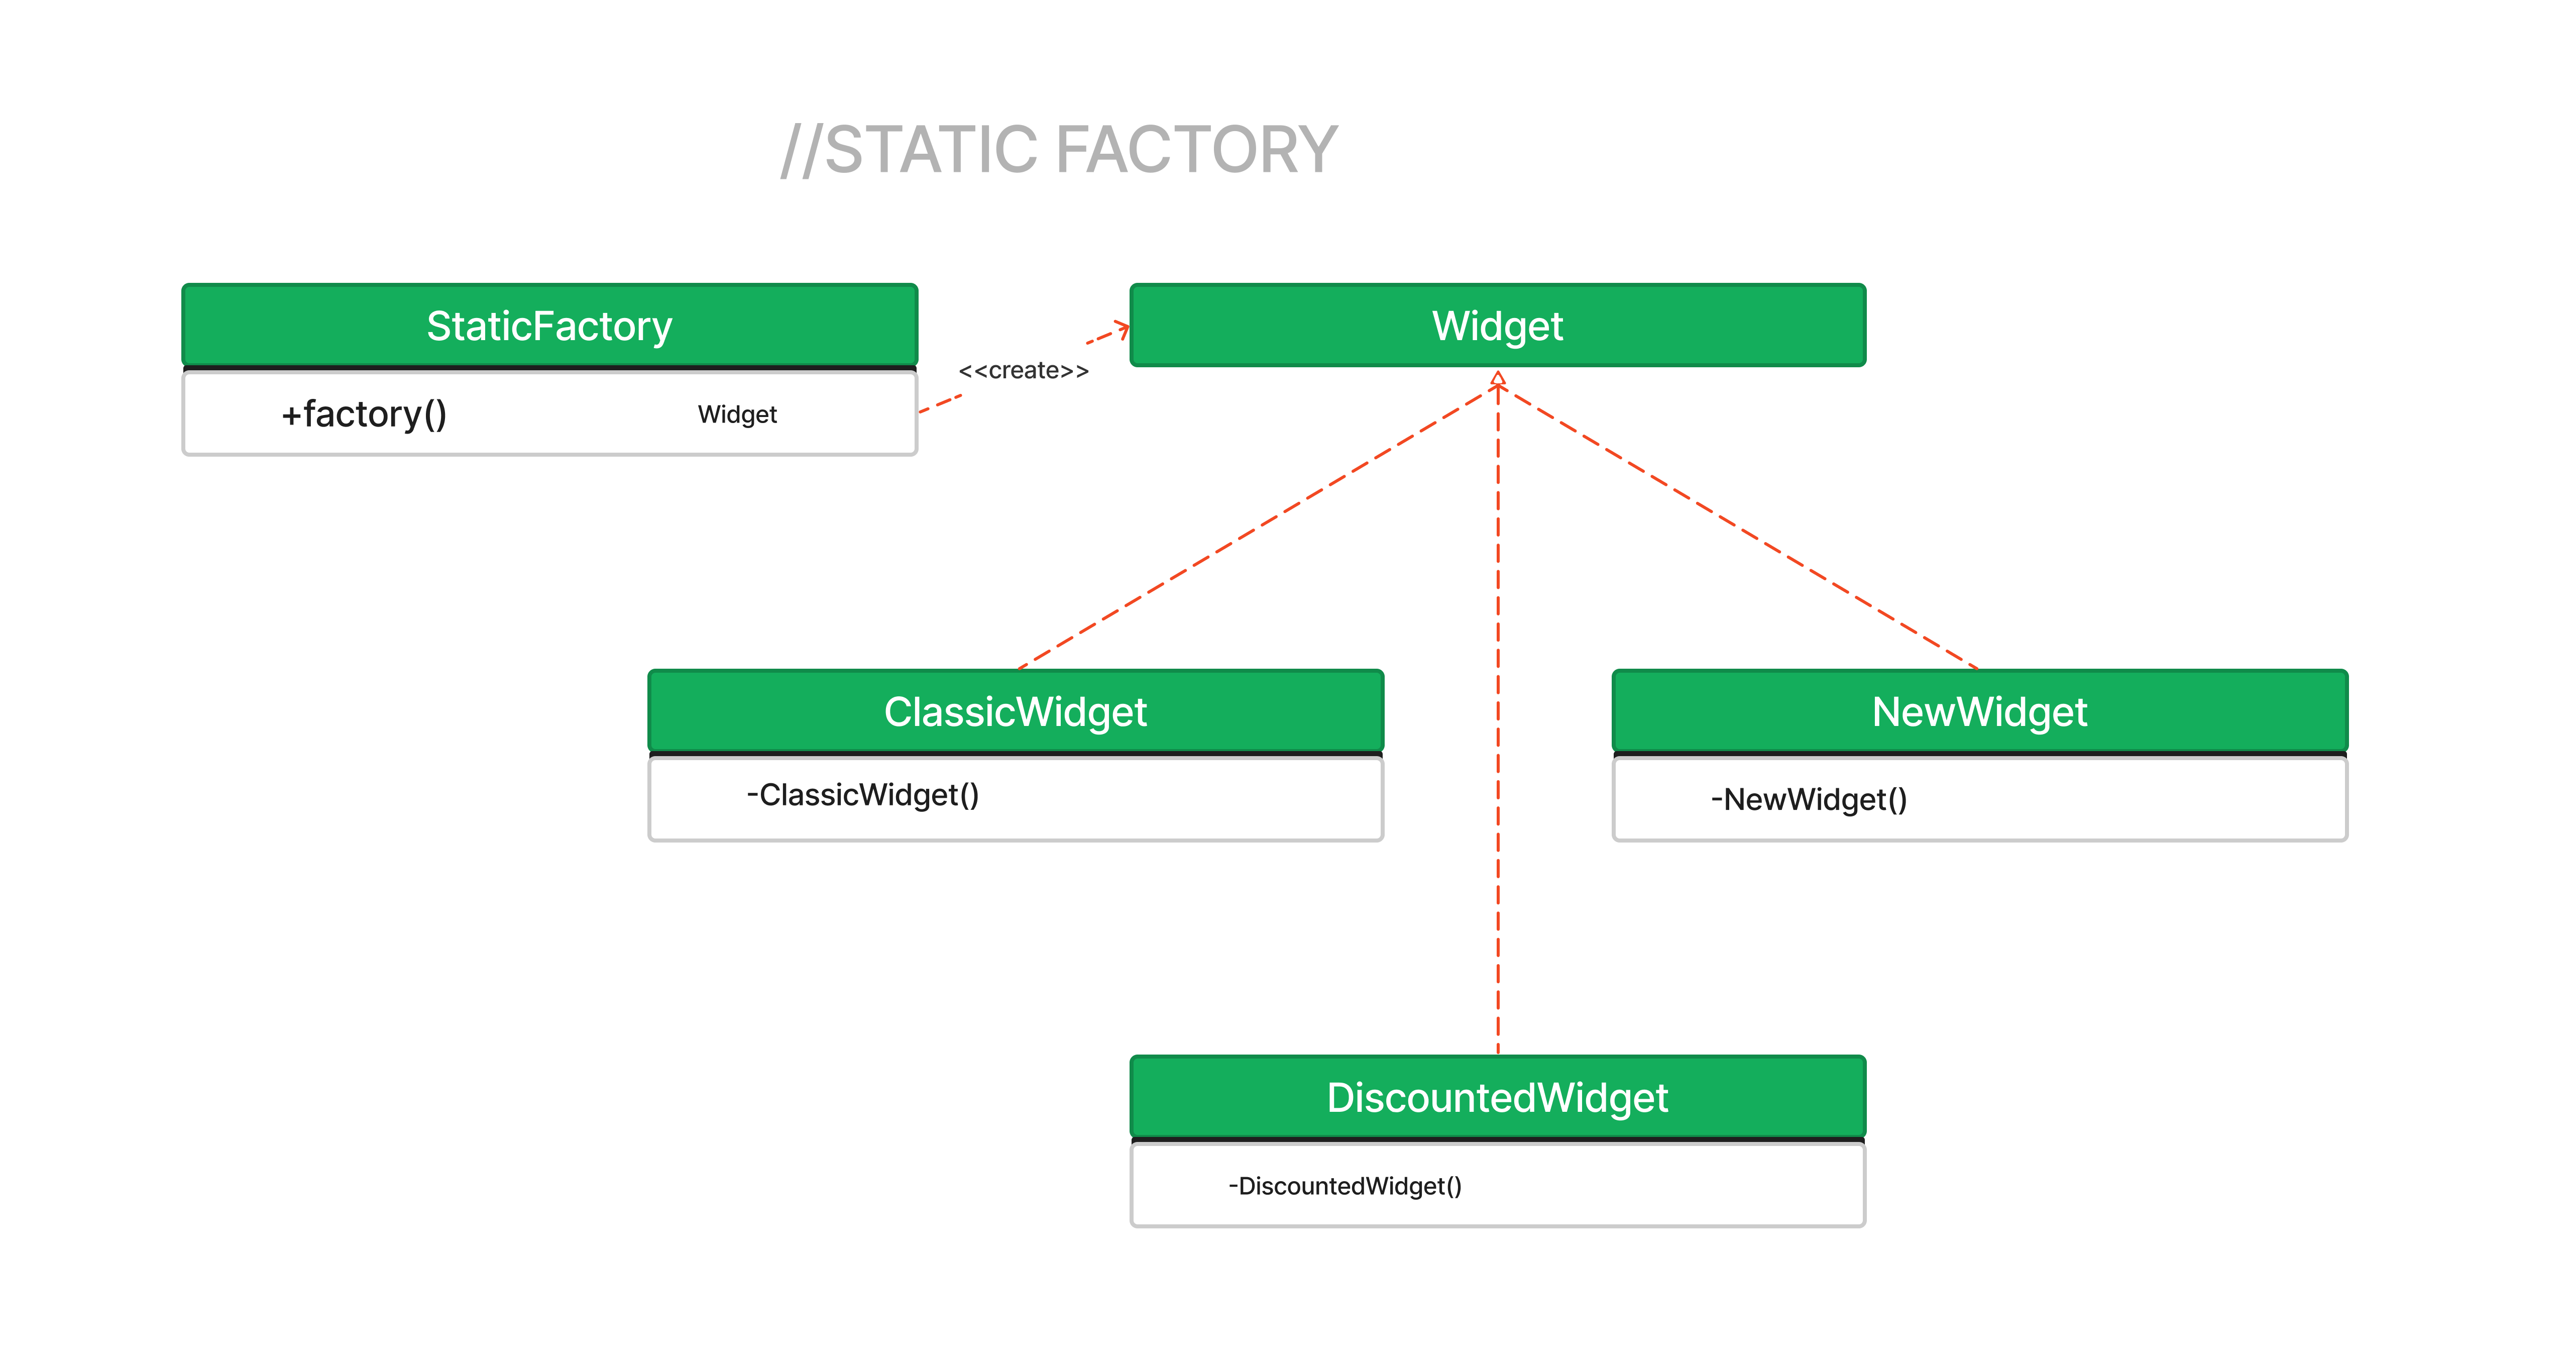 //STATIC FACTORY
StaticFactory
+factory() Widget
<<create>>
Widget
ClassicWidget
-ClassicWidget()
NewWidget
-NewWidget()
DiscountedWidget
-DiscountedWidget()